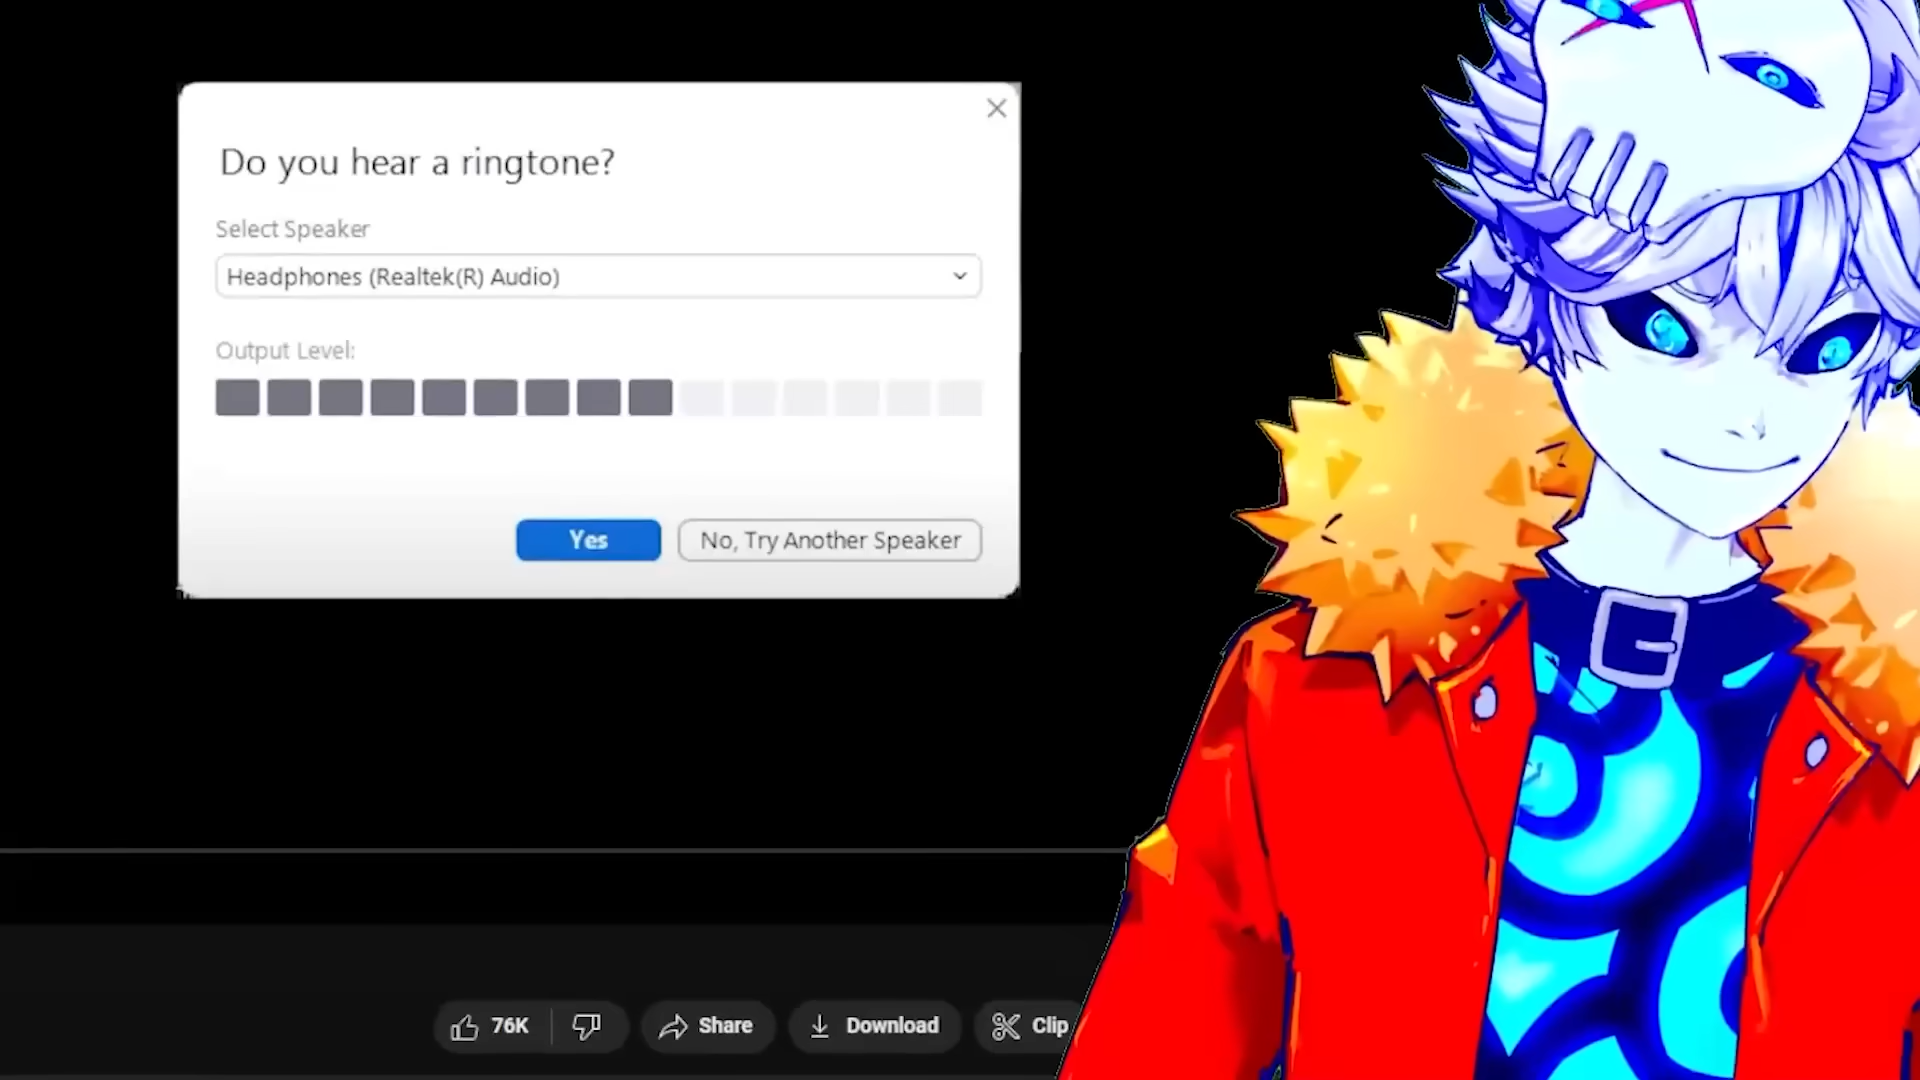 Do you hear a ringtone?
Select Speaker
Headphones (Realtek(R) Audio)
Output Level:
Yes
No, Try Another Speaker
76K
Share
Download
Clip